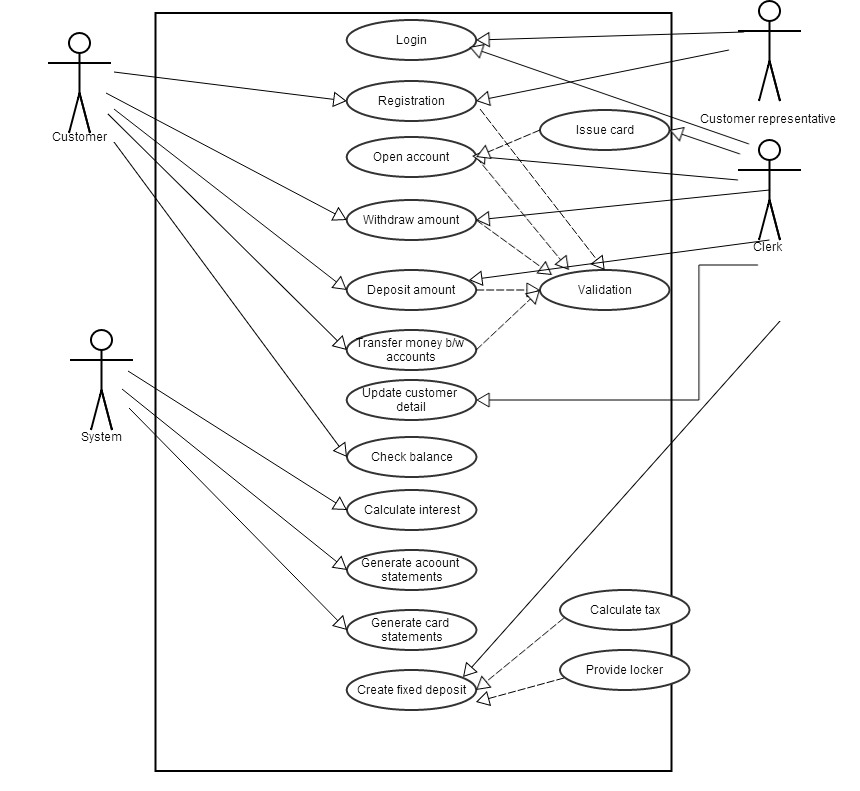 Login
Customer representative
Customer
Registration
Issue card
Open account
Withdraw amount
Clerk
Deposit amount
Validation
Transfer money b/w
accounts
Update customer
detail
System
Check balance
Calculate interest
Generate acoount
statements
Generate card
statements
Calculate tax
Provide locker
Create fixed deposit